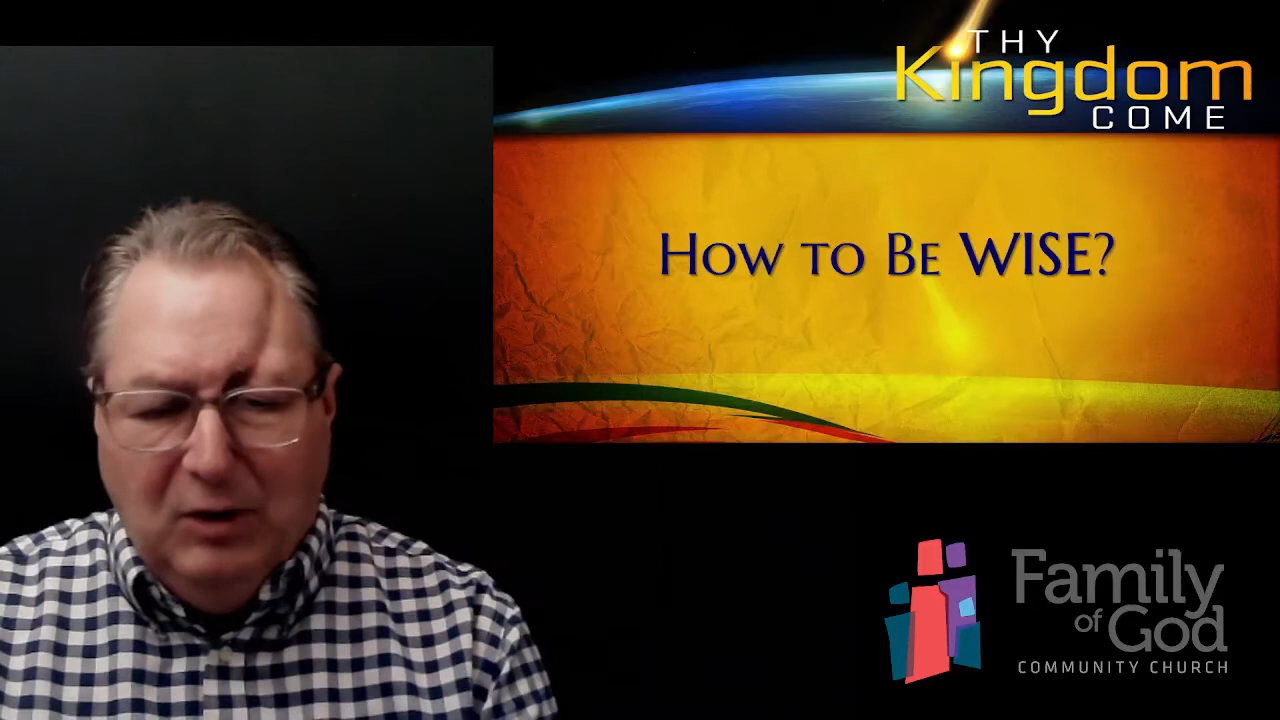 THY
Kingdom
COME
How to Be WISE?
Family
of God
COMMUNITY CHURCH